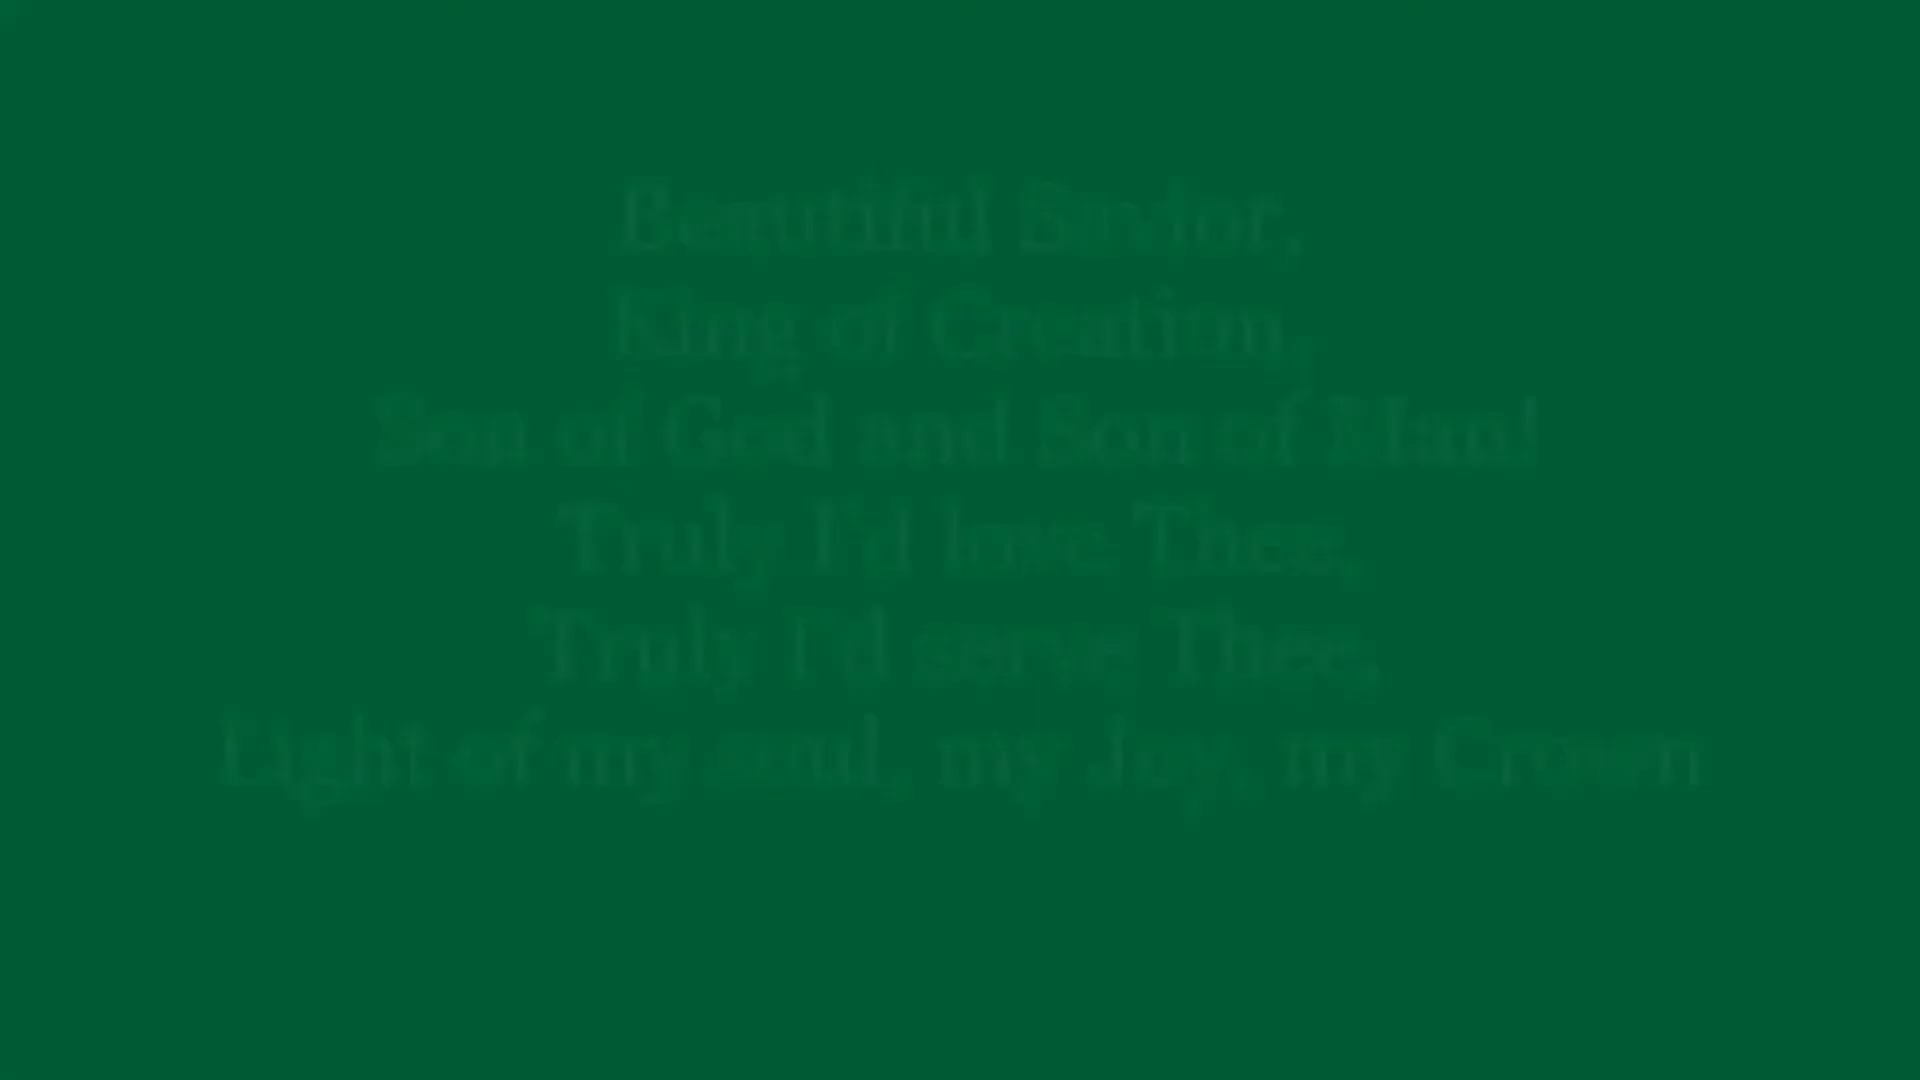 Beautiful Savior,
King of Creation,
Son of God and Son of Man!
Truly I'd love Thee,
Truly I'd serve Thee,
Light of my soul, my Joy, my Crown